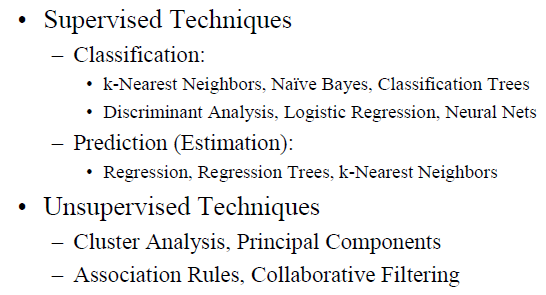 • Supervised Techniques
– Classification:
• k-Nearest Neighbors, Naïve Bayes, Classification Trees
• Discriminant Analysis, Logistic Regression, Neural Nets
– Prediction (Estimation):
• Regression, Regression Trees, k-Nearest Neighbors
• Unsupervised Techniques
– Cluster Analysis, Principal Components
– Association Rules, Collaborative Filtering